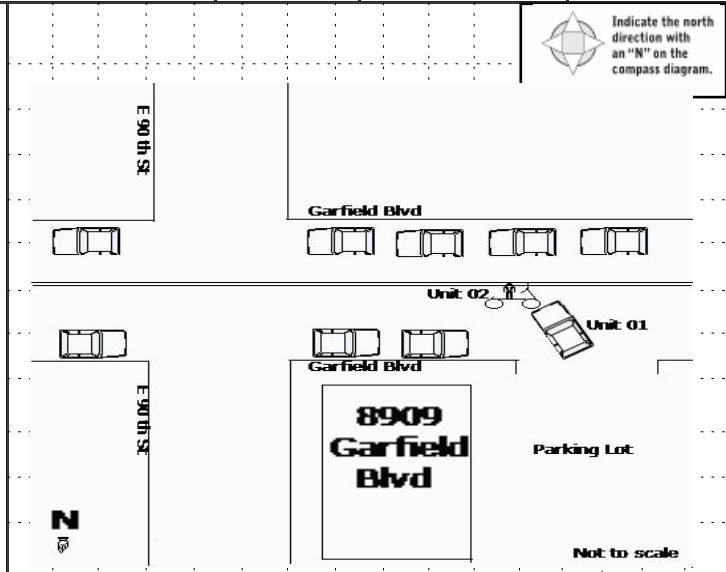 Indicate the north
direction with
an “N” on the
compass diagram.
E 90 th St
Garfield Blvd
Unit 02
Unit 01
Garfield Blvd
E 90 th St
8909
Garfield
Blvd
Parking Lot
N
Not to scale